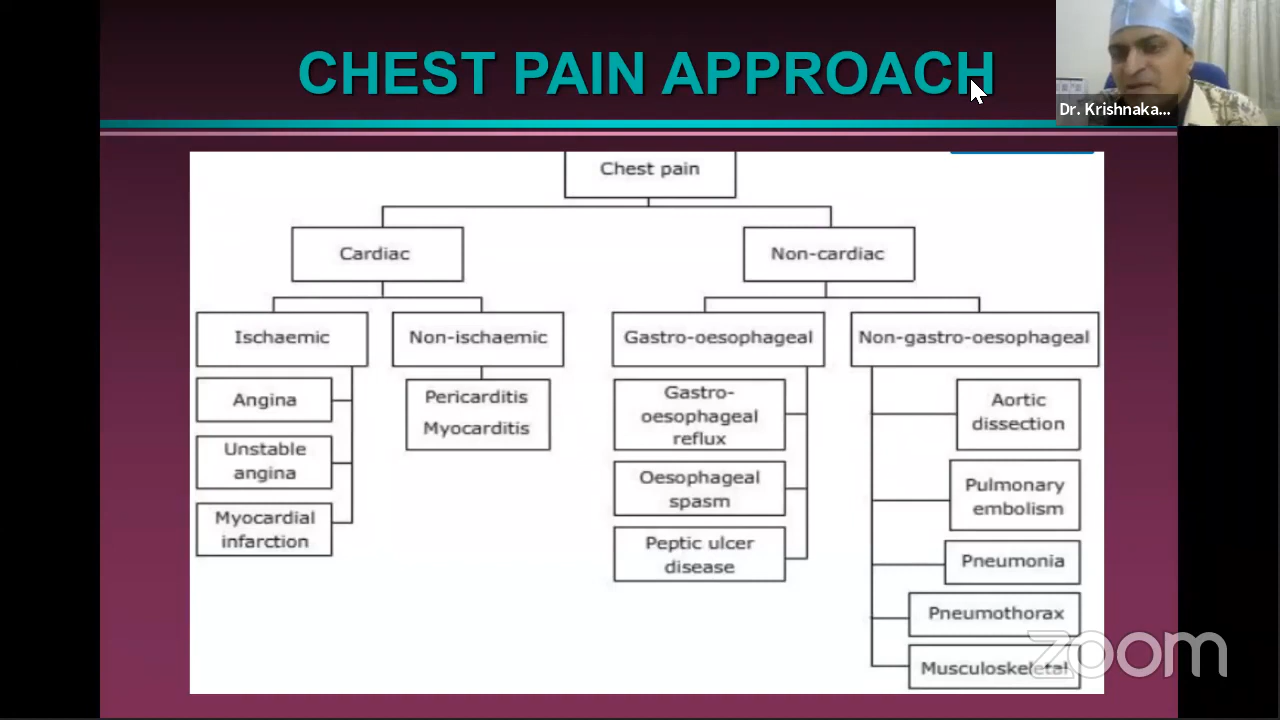 CHEST PAIN APPROACH
Dr. Krishnaka...
Chest pain
Cardiac
Non-cardiac
Ischaemic
Non-ischaemic
Gastro-oesophageal
Non-gastro-oesophageal
Angina
Unstable
angina
Myocardial
infarction
Pericarditis
Myocarditis
Gastro-
oesophageal
reflux
Oesophageal
spasm
Peptic ulcer
disease
Aortic
dissection
Pulmonary
embolism
Pneumonia
Pneumothorax
Musculoskeletal
zoom